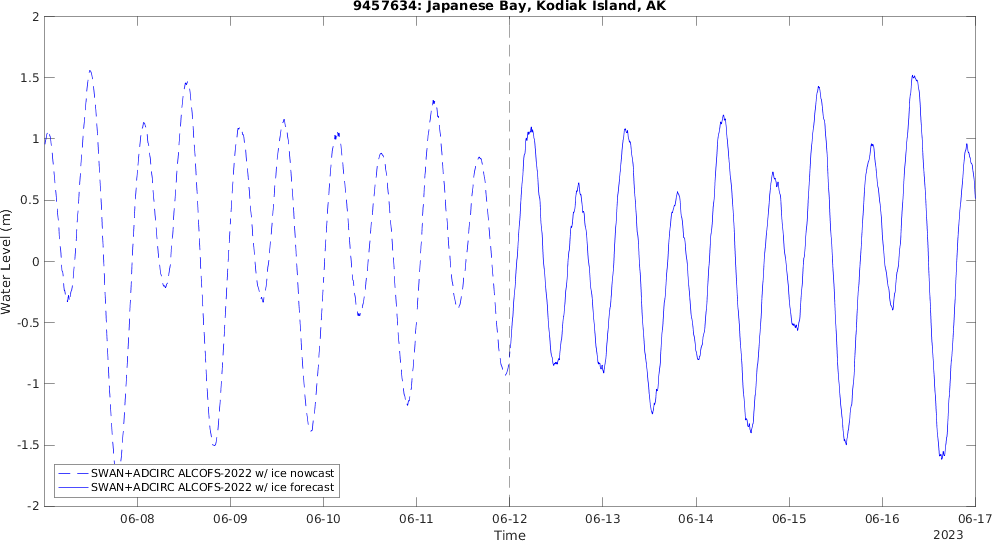 9457634: Japanese Bay, Kodiak Island, AK
2
1.5
1
0.5
0
-0.5
-1
-1.5
-2
Water Level (m)
SWAN+ADCIRC ALCOFS-2022 w/ ice nowcast
SWAN+ADCIRC ALCOFS-2022 w/ ice forecast
06-08 06-09 06-10 06-11 06-12 06-13 06-14 06-15 06-16 06-17
Time
2023